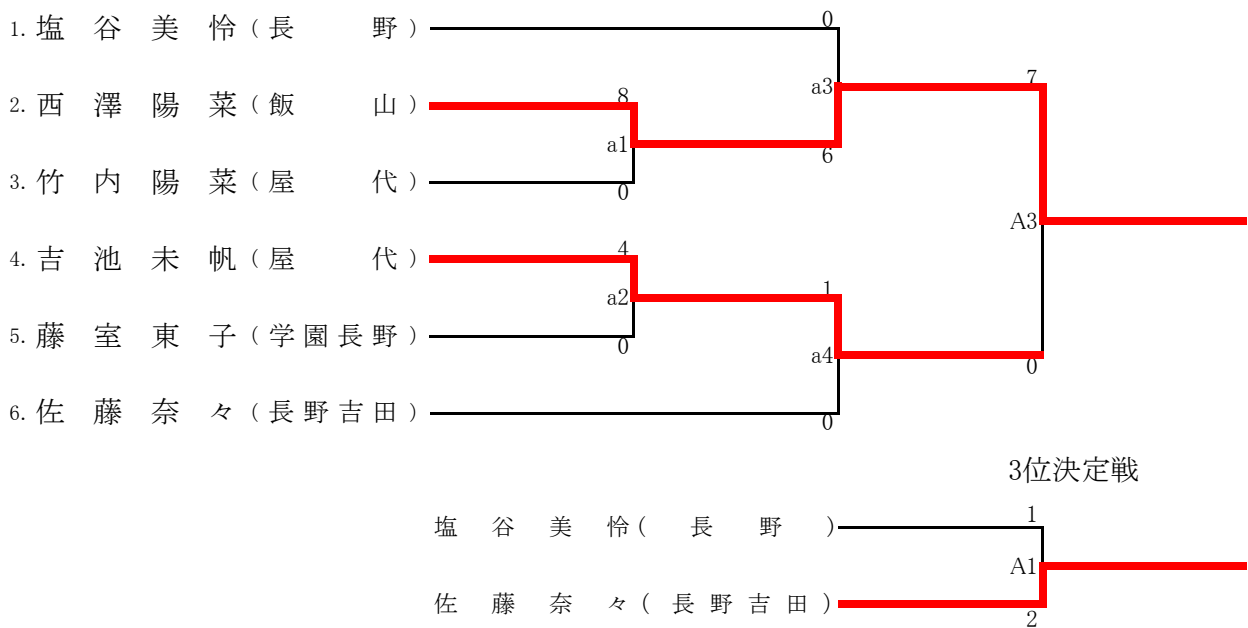 0
1. 塩谷美怜(長野)
7
a3
8
2. 西澤陽菜(飯山)
a1
6
3. 竹内陽菜(屋代)
0
A3
4
4. 吉池未帆(屋代)
1
a2
5. 藤室東子(学園長野)
0
a4
0
6. 佐藤奈々(長野吉田)
0
3位決定戦
1
塩谷美怜(長野)
A1
佐藤奈々(長野吉田)
2